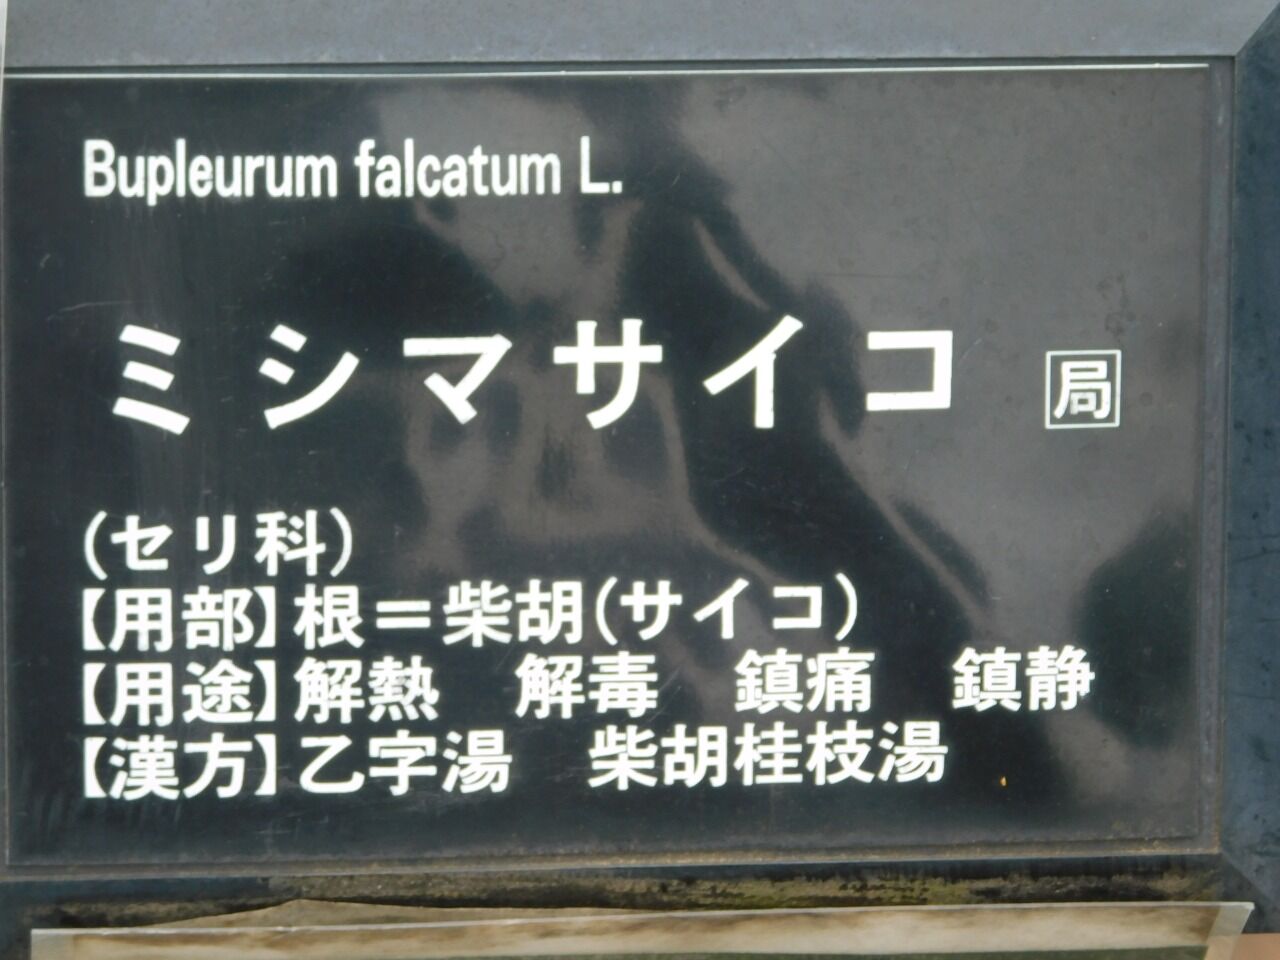 Bupleurum falcatum L.
ミシマサイコ 局
(セリ科)
【用部】根＝柴胡(サイコ)
【用途】解熱　解毒　鎮痛　鎮静
【漢方】乙字湯　柴胡桂枝湯